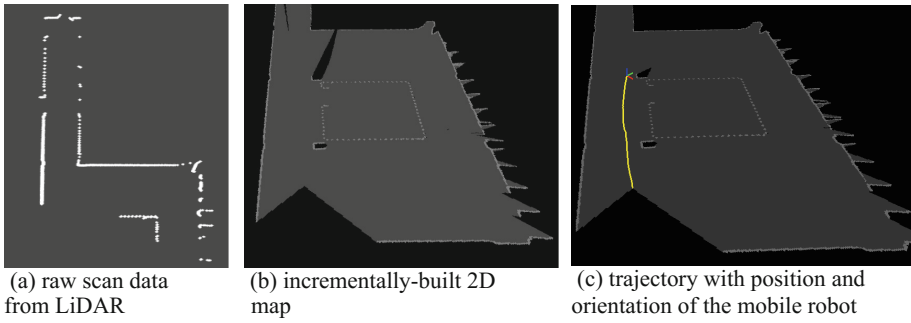 (a) raw scan data
from LiDAR
(b) incrementally-built 2D
map
(c) trajectory with position and
orientation of the mobile robot